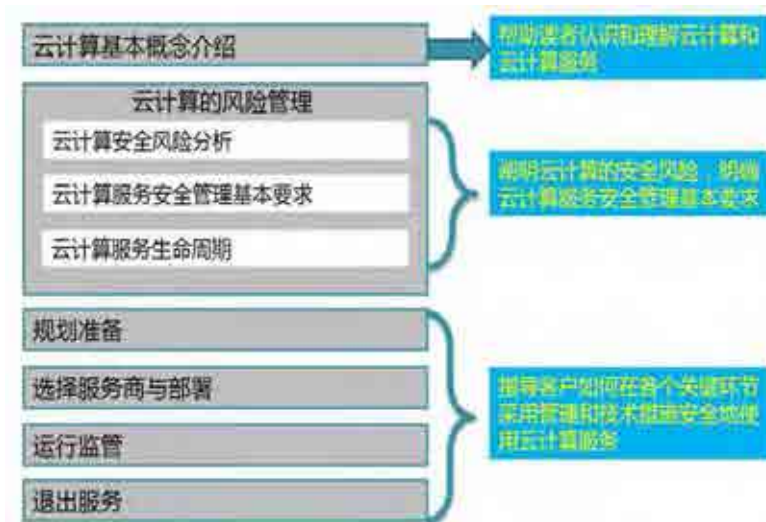 云计算基本概念介绍
帮助读者认识和理解云计算和
云计算服务
云计算的风险管理
云计算安全风险分析
云计算服务安全管理基本要求
云计算服务生命周期
阐明云计算的安全风险，明确
云计算服务安全管理基本要求
规划准备
选择服务商与部署
运行监管
退出服务
指导客户如何在各个关键环节
采用管理和技术措施安全地使
用云计算服务